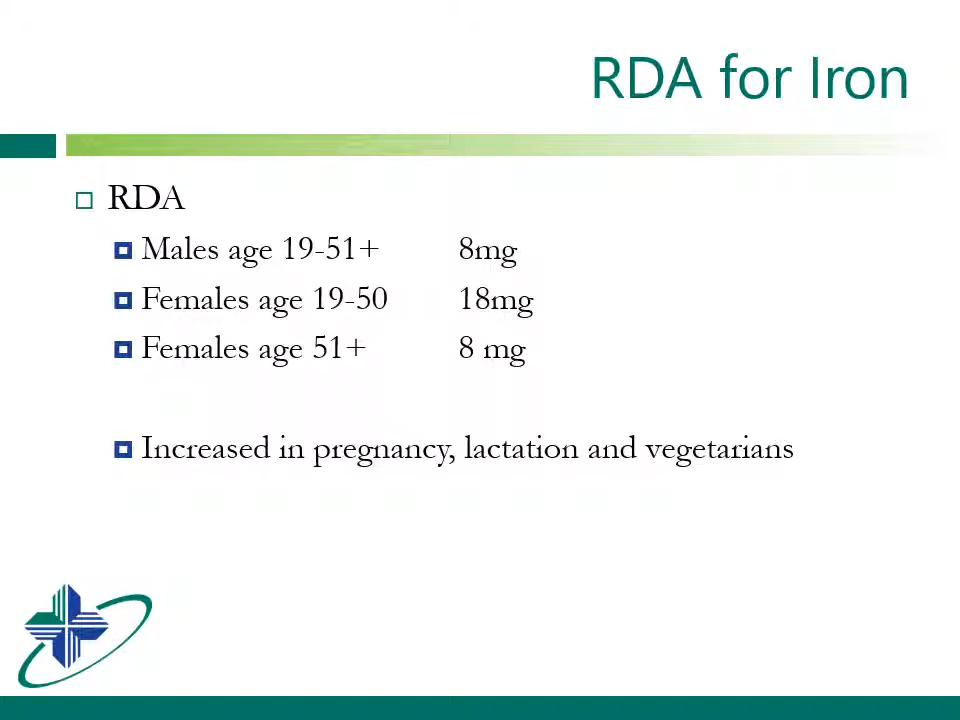 RDA for Iron
RDA
Males age 19-51+ 8mg
Females age 19-50 18mg
Females age 51+ 8 mg
Increased in pregnancy, lactation and vegetarians